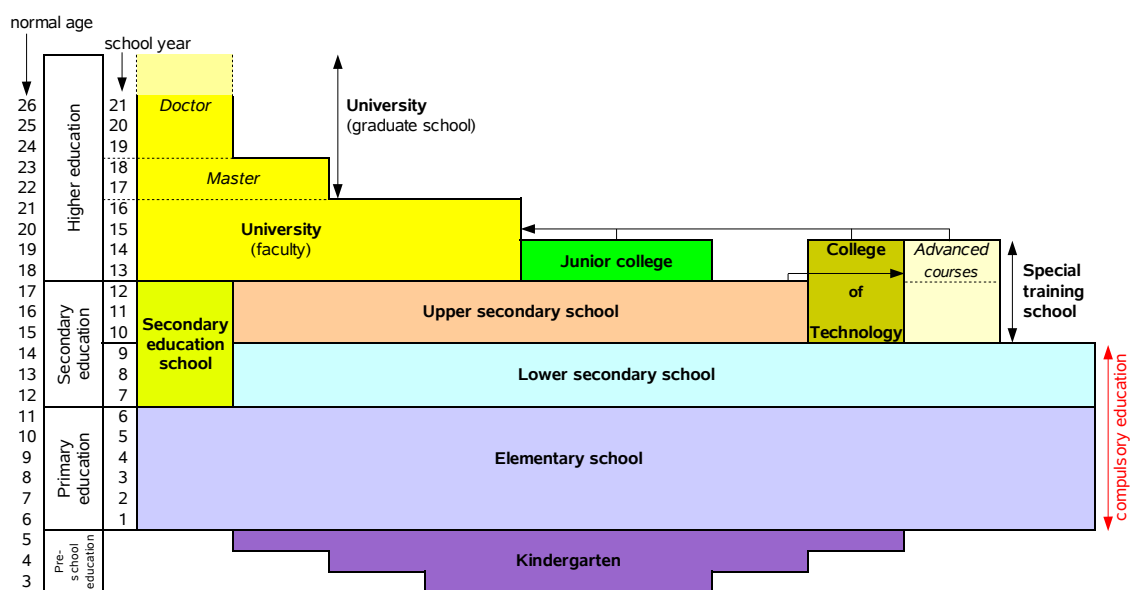 normal age
school year
26
25
24
23
22
21
20
19
18
17
16
15
14
13
12
11
10
9
8
7
6
5
4
3
Higher education
Secondary
education
Primary
education
Pre-
school
education
21
20
19
18
17
16
15
14
13
12
11
10
9
8
7
6
5
4
3
2
1
Doctor
Master
University
(graduate school)
University
(faculty)
Junior college
College
of
Technology
Advanced
courses
Special
training
school
Secondary
education
school
Upper secondary school
Lower secondary school
Elementary school
Kindergarten
compulsory education